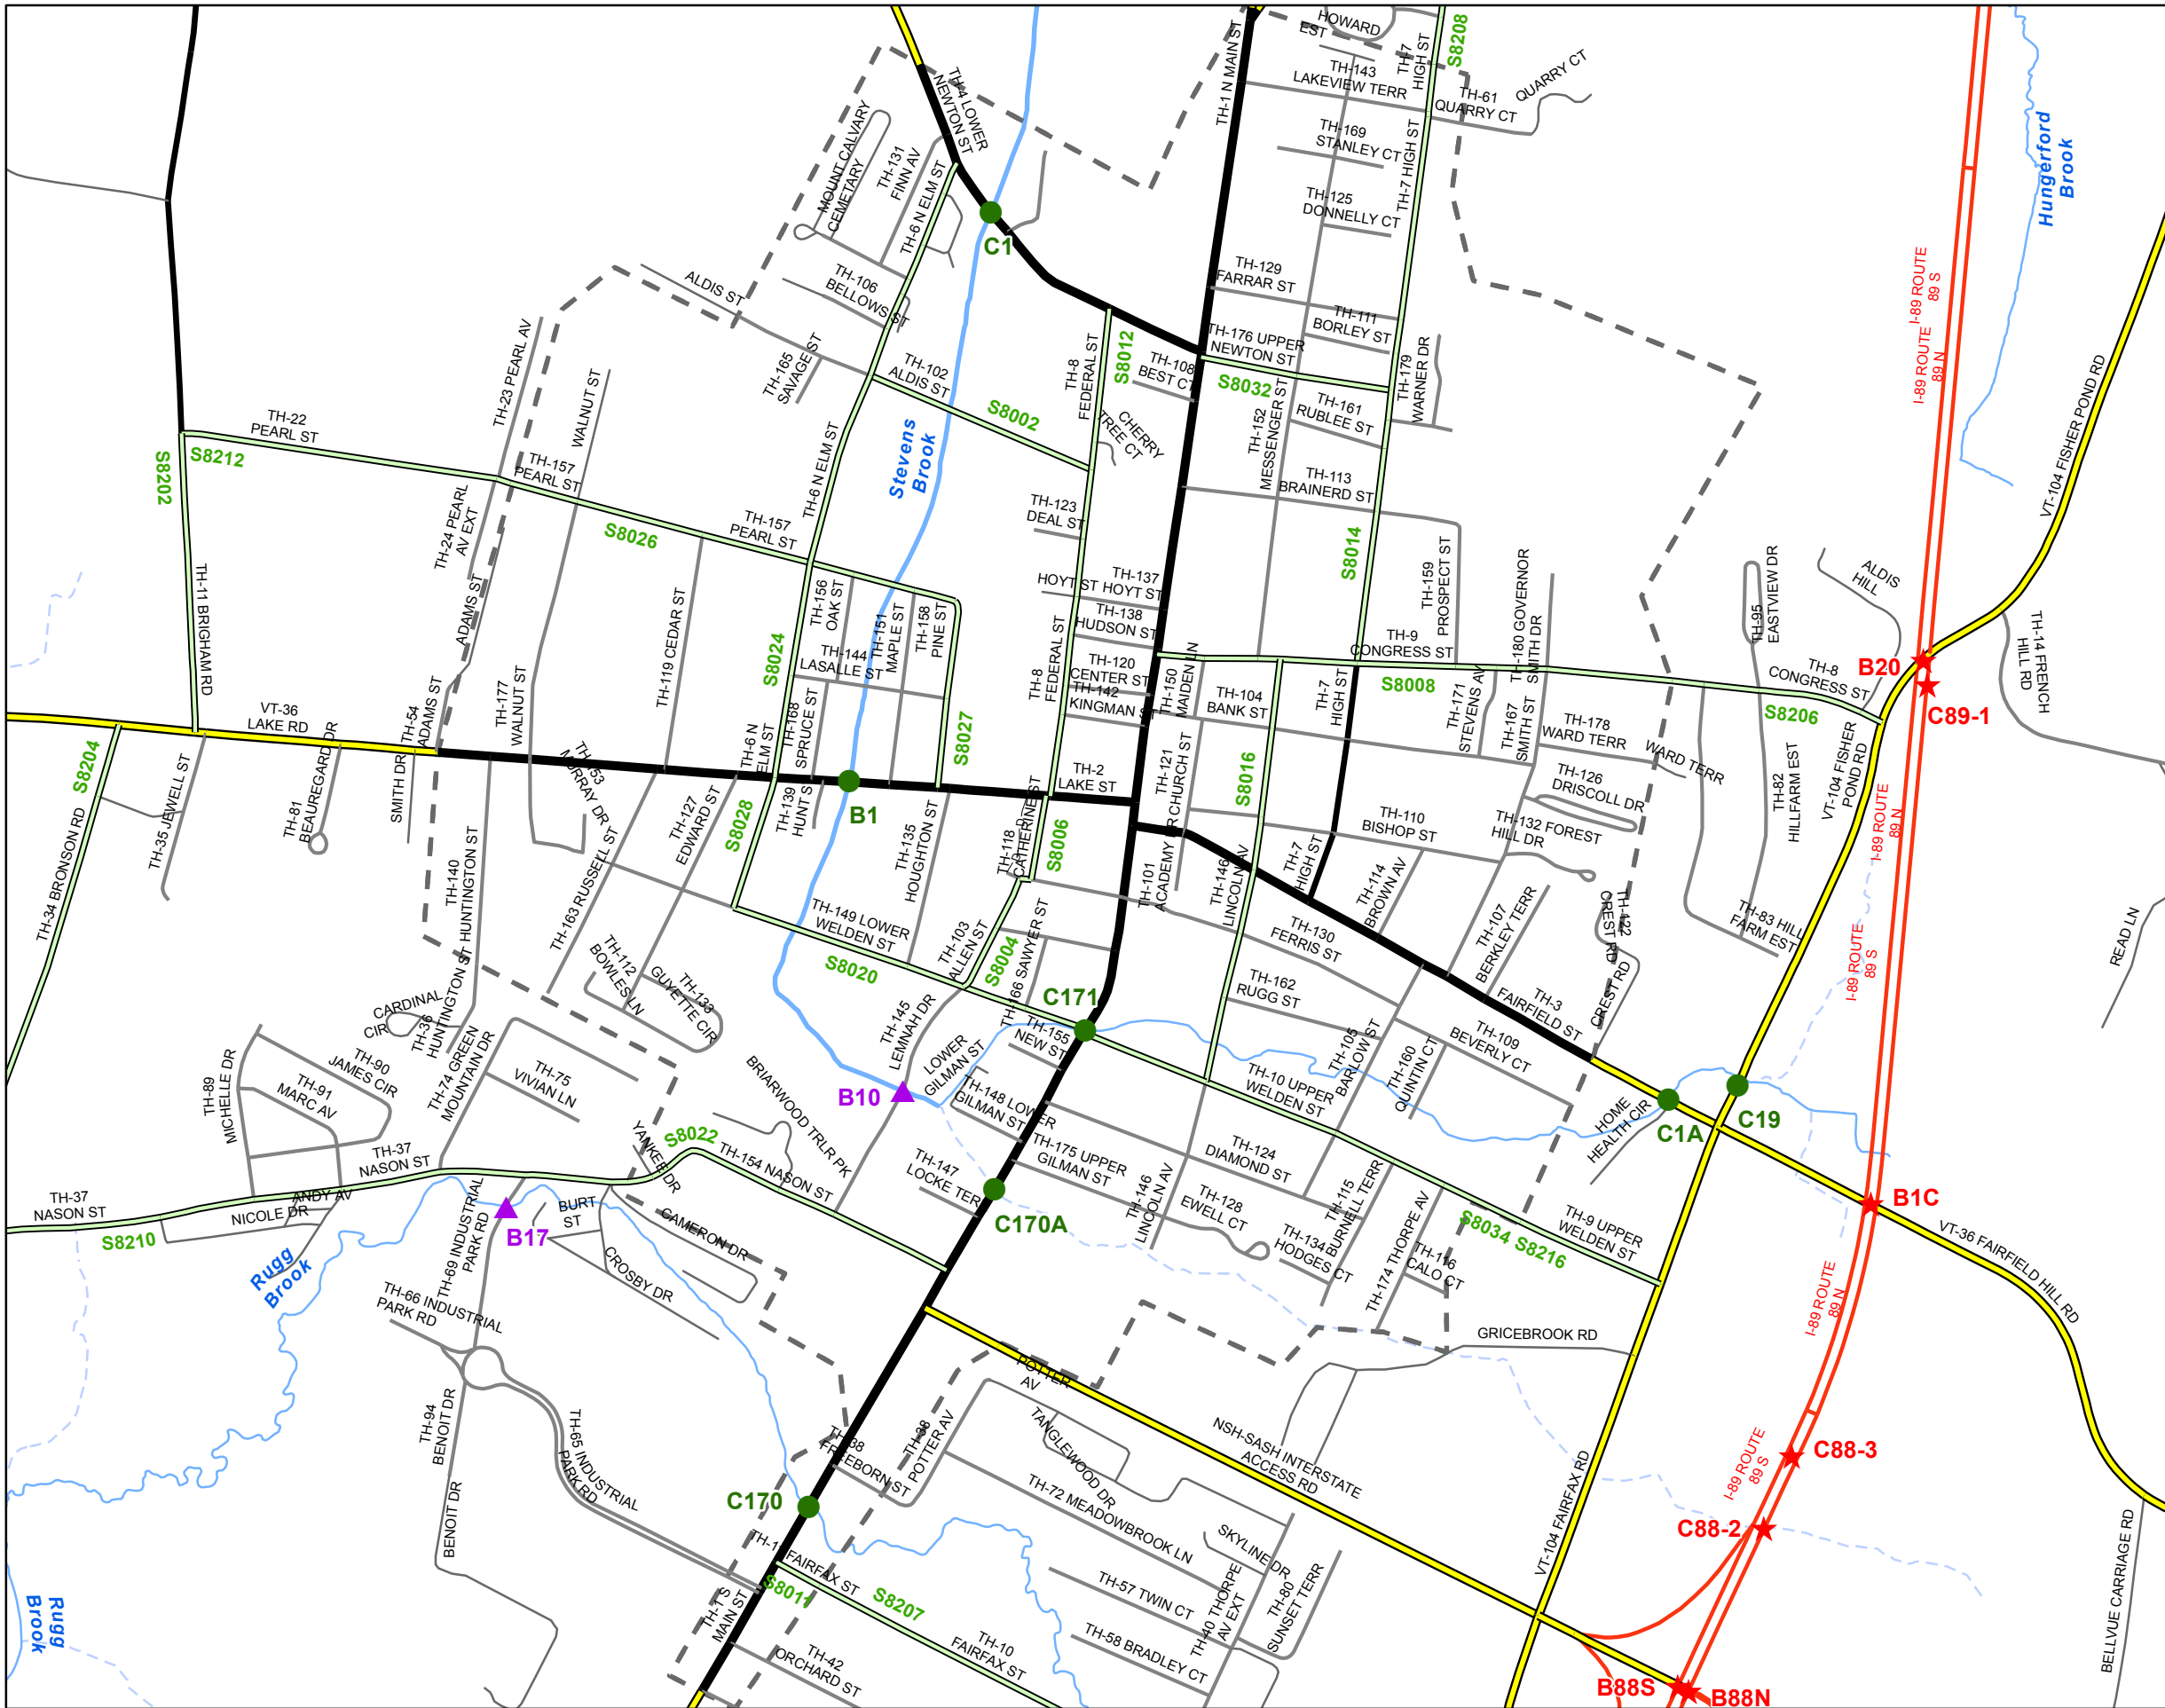 HOWARD
EST
TH-7
HIGH ST
S8208
TH-1 N MAIN ST
TH-143
LAKEVIEW TERR
TH-61
QUARRY CT
QUARRY CT
TH-4 LOWER
NEWTON ST
MOUNT CALVARY
CEMETARY
TH-131
FINN AV
TH-6 N ELM ST
C1
TH-169
STANLEY CT
TH-7 HIGH ST
TH-125
DONNELLY CT
Hungerford
Brook
TH-129
FARRAR ST
TH-106
BELLOWS ST
ALDIS ST
TH-165
SAVAGE ST
TH-102
ALDIS ST
S8002
TH-8
FEDERAL ST
S8012
TH-108
BEST CT
TH-176 UPPER
NEWTON ST
S8032
TH-111
BORLEY ST
TH-179
WARNER DR
TH-161
RUBLEE ST
TH-152
MESSENGER ST
CHERRY
TREE CT
I-89 ROUTE
89 S
I-89 ROUTE
89 N
VT-104 FISHER POND RD
TH-23 PEARL AV
WALNUT ST
TH-22
PEARL ST
S8212
S8202
TH-157
PEARL ST
S8026
TH-157
PEARL ST
TH-24 PEARL
AV EXT
TH-6 N ELM ST
Stevens
Brook
TH-123
DEAL ST
TH-113
BRAINERD ST
S8014
TH-159
PROSPECT ST
TH-180 GOVERNOR
SMITH DR
TH-95
EASTVIEW DR
ALDIS
HILL
TH-14 FRENCH
HILL RD
TH-11 BRIGHAM RD
ADAMS ST
TH-119 CEDAR ST
S8024
TH-156
OAK ST
TH-151
MAPLE ST
TH-158
PINE ST
TH-144
LASALLE ST
HOYT ST
TH-137
HOYT ST
TH-138
HUDSON ST
TH-8
FEDERAL ST
TH-120
CENTER ST
TH-142
KINGMAN ST
TH-150
MAIDEN LN
TH-104
BANK ST
TH-9
CONGRESS ST
S8008
TH-8
CONGRESS ST
S8206
B20
C89-1
TH-7
HIGH ST
TH-171
STEVENS AV
TH-167
SMITH ST
TH-178
WARD TERR
WARD TERR
VT-36
LAKE RD
TH-54
ADAMS ST
TH-177
WALNUT ST
TH-153
MURRAY DR
TH-6 N
ELM ST
TH-168
SPRUCE ST
S8027
TH-2
LAKE ST
B1
S8204
TH-34 BRONSON RD
TH-35 JEWELL ST
TH-81
BEAUREGARD DR
SMITH DR
TH-140
HUNTINGTON ST
TH-163 RUSSELL ST
TH-127
EDWARD ST
S8028
TH-139
HUNT ST
TH-135
HOUGHTON ST
TH-118
CATHERINE ST
S8006
TH-121
CHURCH ST
TH-101
ACADEMY DR
S8016
TH-146
LINCOLN AV
TH-7
HIGH ST
TH-110
BISHOP ST
TH-114
BROWN AV
TH-126
DRISCOLL DR
TH-132 FOREST
HILL DR
TH-82
HILLFARM EST
VT-104 FISHER
POND RD
I-89 ROUTE
89 N
TH-83 HILL
FARM EST
TH-122
CREST RD
CREST RD
TH-107
BERKLEY TERR
TH-130
FERRIS ST
TH-149 LOWER
WELDEN ST
S8020
TH-103
ALLEN ST
S8004
TH-166 SAWYER ST
TH-112
BOWLES LN
TH-133
GUYETTE CIR
CARDINAL
CIR
TH-36
HUNTINGTON ST
TH-162
RUGG ST
TH-3
FAIRFIELD ST
I-89 ROUTE
89 S
READ LN
C171
TH-155
NEW ST
TH-145
LEMNAH DR
LOWER
GILMAN ST
TH-105
BARLOW ST
TH-109
BEVERLY CT
TH-160
QUINTIN CT
TH-89
MICHELLE DR
TH-90
JAMES CIR
TH-91
MARC AV
TH-74 GREEN
MOUNTAIN DR
TH-75
VIVIAN LN
BRIARWOOD TRLR PK
B10
TH-148 LOWER
GILMAN ST
TH-10 UPPER
WELDEN ST
HOME
HEALTH CIR
C1A
C19
YANKEE DR
S8022
TH-154 NASON ST
TH-37
NASON ST
TH-147
LOCKE TER
TH-175 UPPER
GILMAN ST
TH-124
DIAMOND ST
TH-146
LINCOLN AV
TH-128
EWELL CT
TH-115
BURNELL TERR
TH-134
HODGES CT
TH-174 THORPE AV
TH-116
CALO CT
S8034
S8216
TH-9 UPPER
WELDEN ST
B1C
VT-36 FAIRFIELD HILL RD
TH-37
NASON ST
S8210
ANDY AV
NICOLE DR
Rugg
Brook
TH-69 INDUSTRIAL
PARK RD
B17
BURT
ST
CAMERON DR
CROSBY DR
C170A
TH-66 INDUSTRIAL
PARK RD
GRICEBROOK RD
I-89 ROUTE
89 N
POTTER
AV
TH-94
BENOIT DR
TH-65 INDUSTRIAL
PARK RD
TH-88
FREEBORN ST
TH-38
POTTER AV
TANGLEWOOD DR
NSH-SASH INTERSTATE
ACCESS RD
I-89 ROUTE
89 S
C88-3
TH-72 MEADOWBROOK LN
C170
BENOIT DR
VT-104 FAIRFAX RD
C88-2
SKYLINE DR
FAIRFAX ST
S8011
S8207
TH-57 TWIN CT
TH-40 THORPE
AV EXT
TH-80
SUNSET TERR
TH-1 S
MAIN ST
TH-58 BRADLEY CT
TH-10
FAIRFAX ST
TH-42
ORCHARD ST
Rugg
Brook
BELLVUE CARRIAGE RD
B88S
B88N